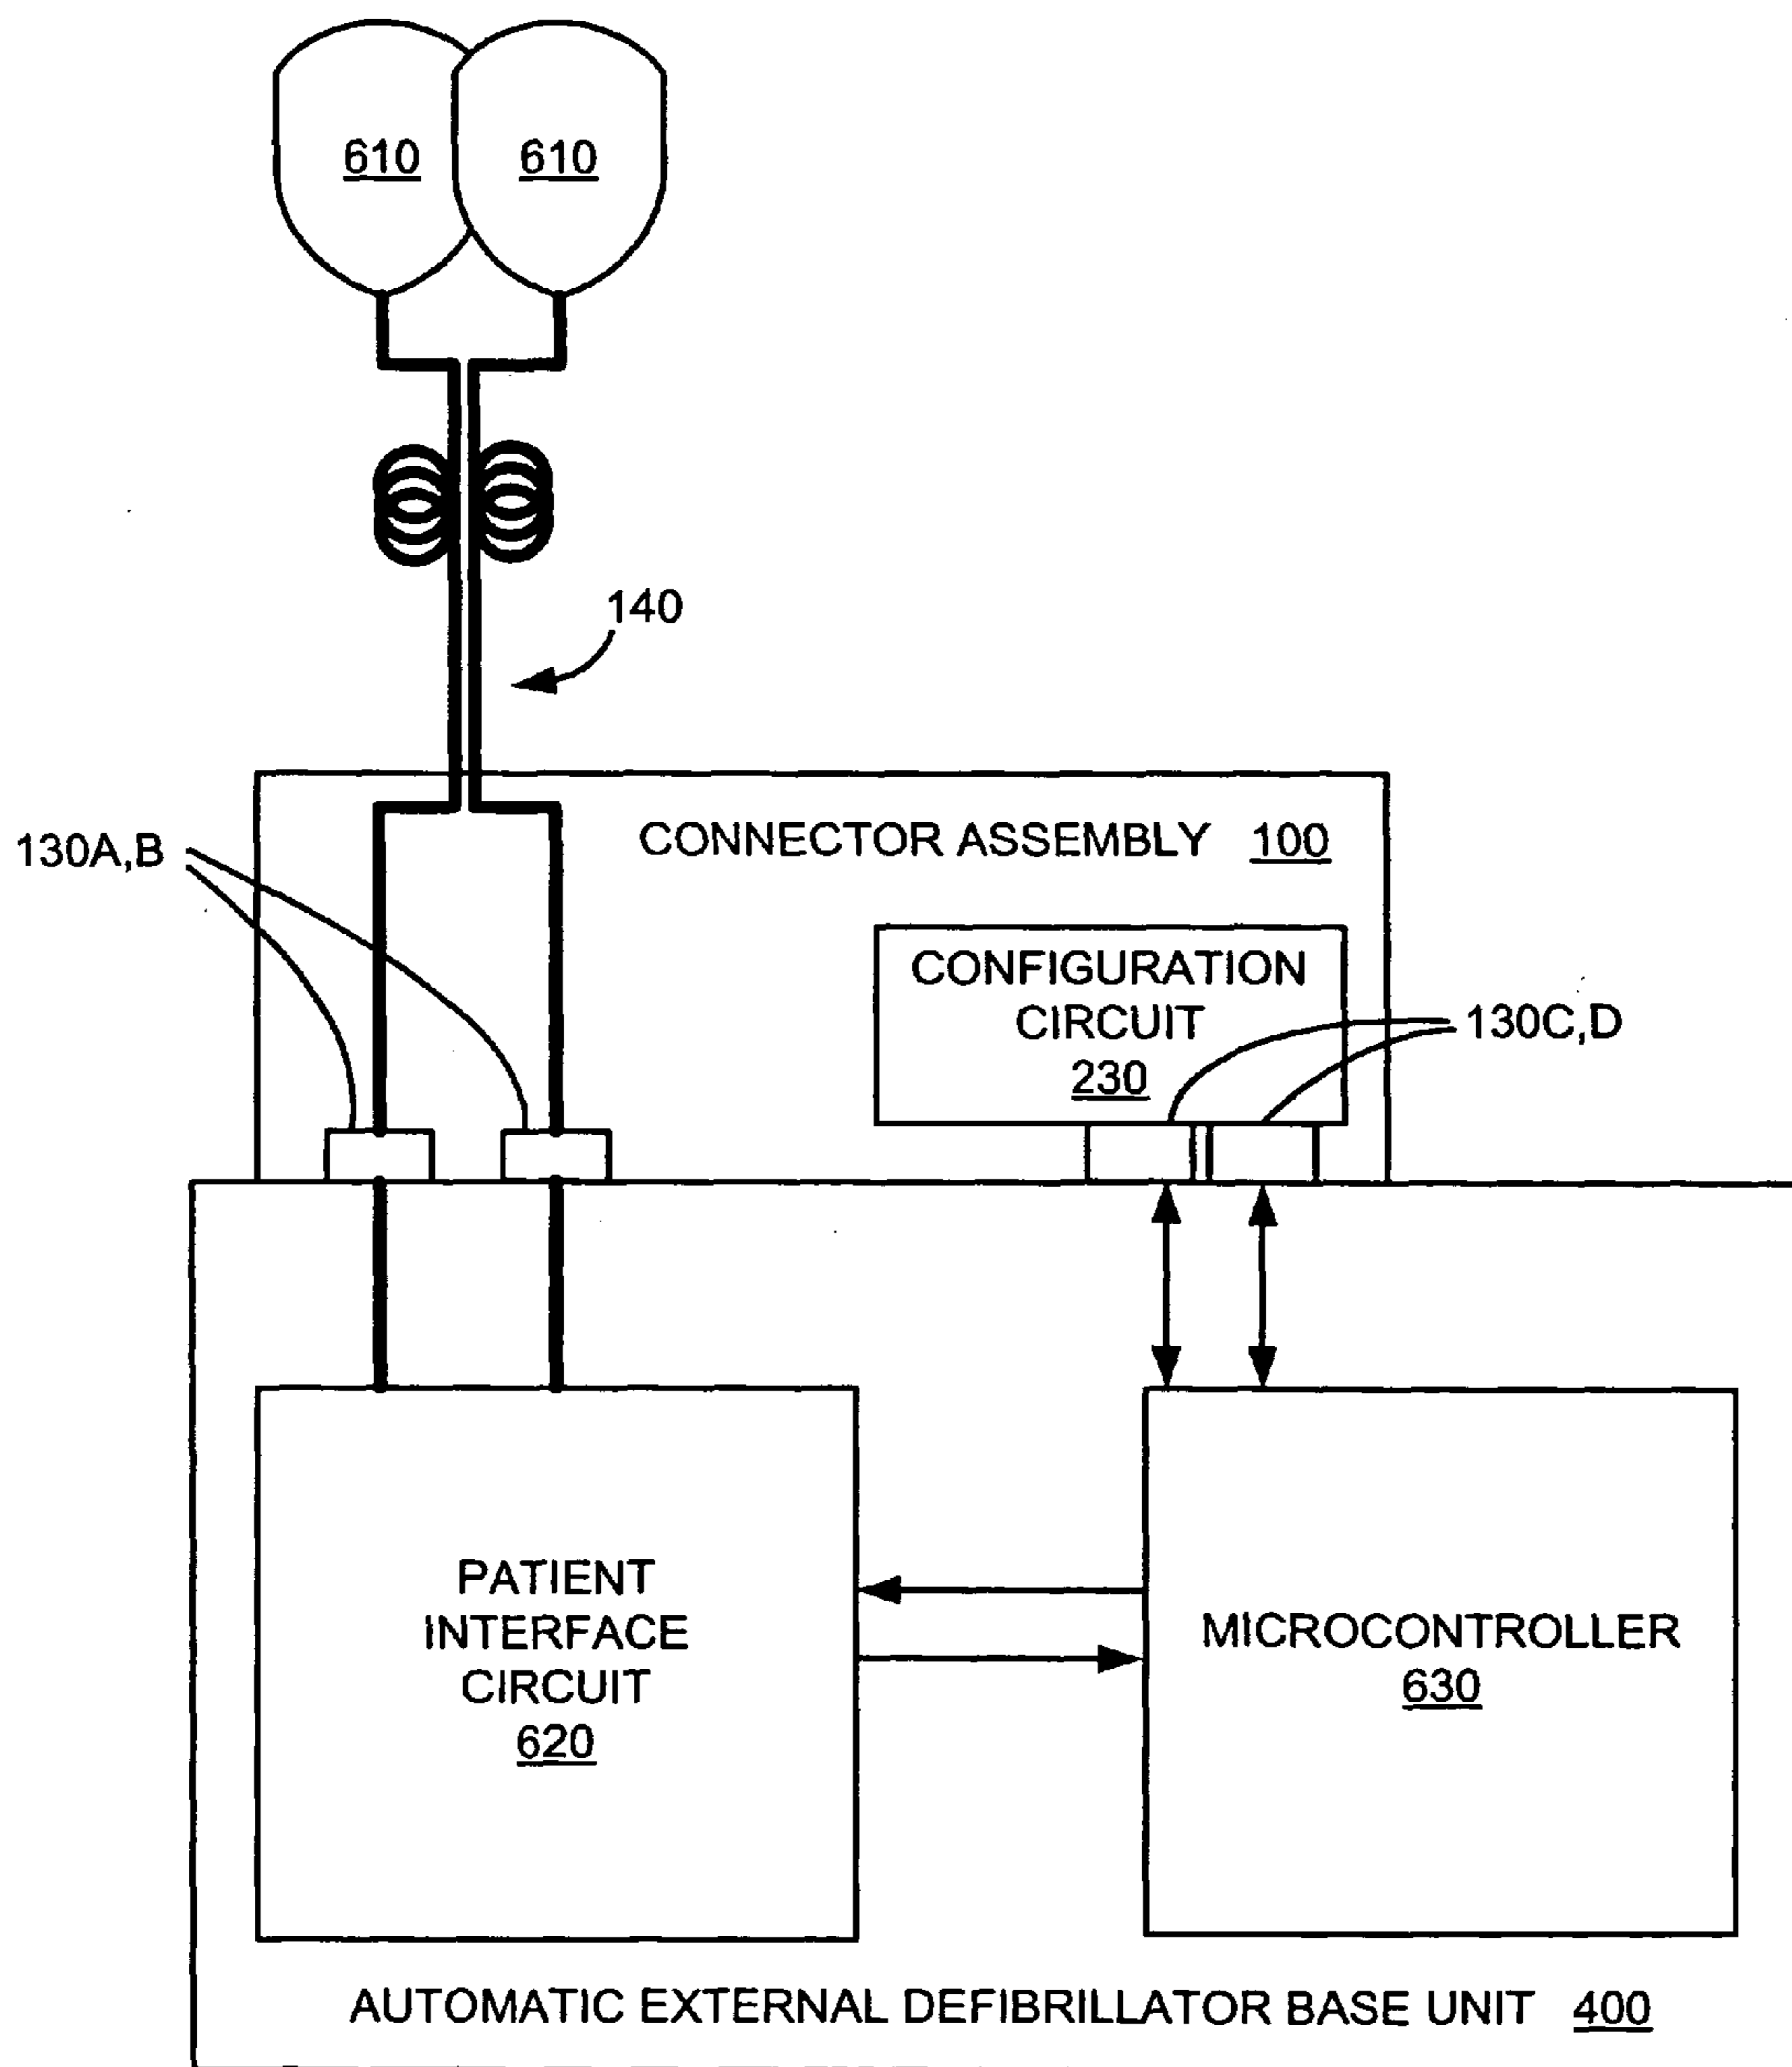 610 610
140
CONNECTOR ASSEMBLY 100
130A,B
CONFIGURATION
CIRCUIT
230
130C,D
PATIENT
INTERFACE
CIRCUIT
620
MICROCONTROLLER
630
AUTOMATIC EXTERNAL DEFIBRILLATOR BASE UNIT 400